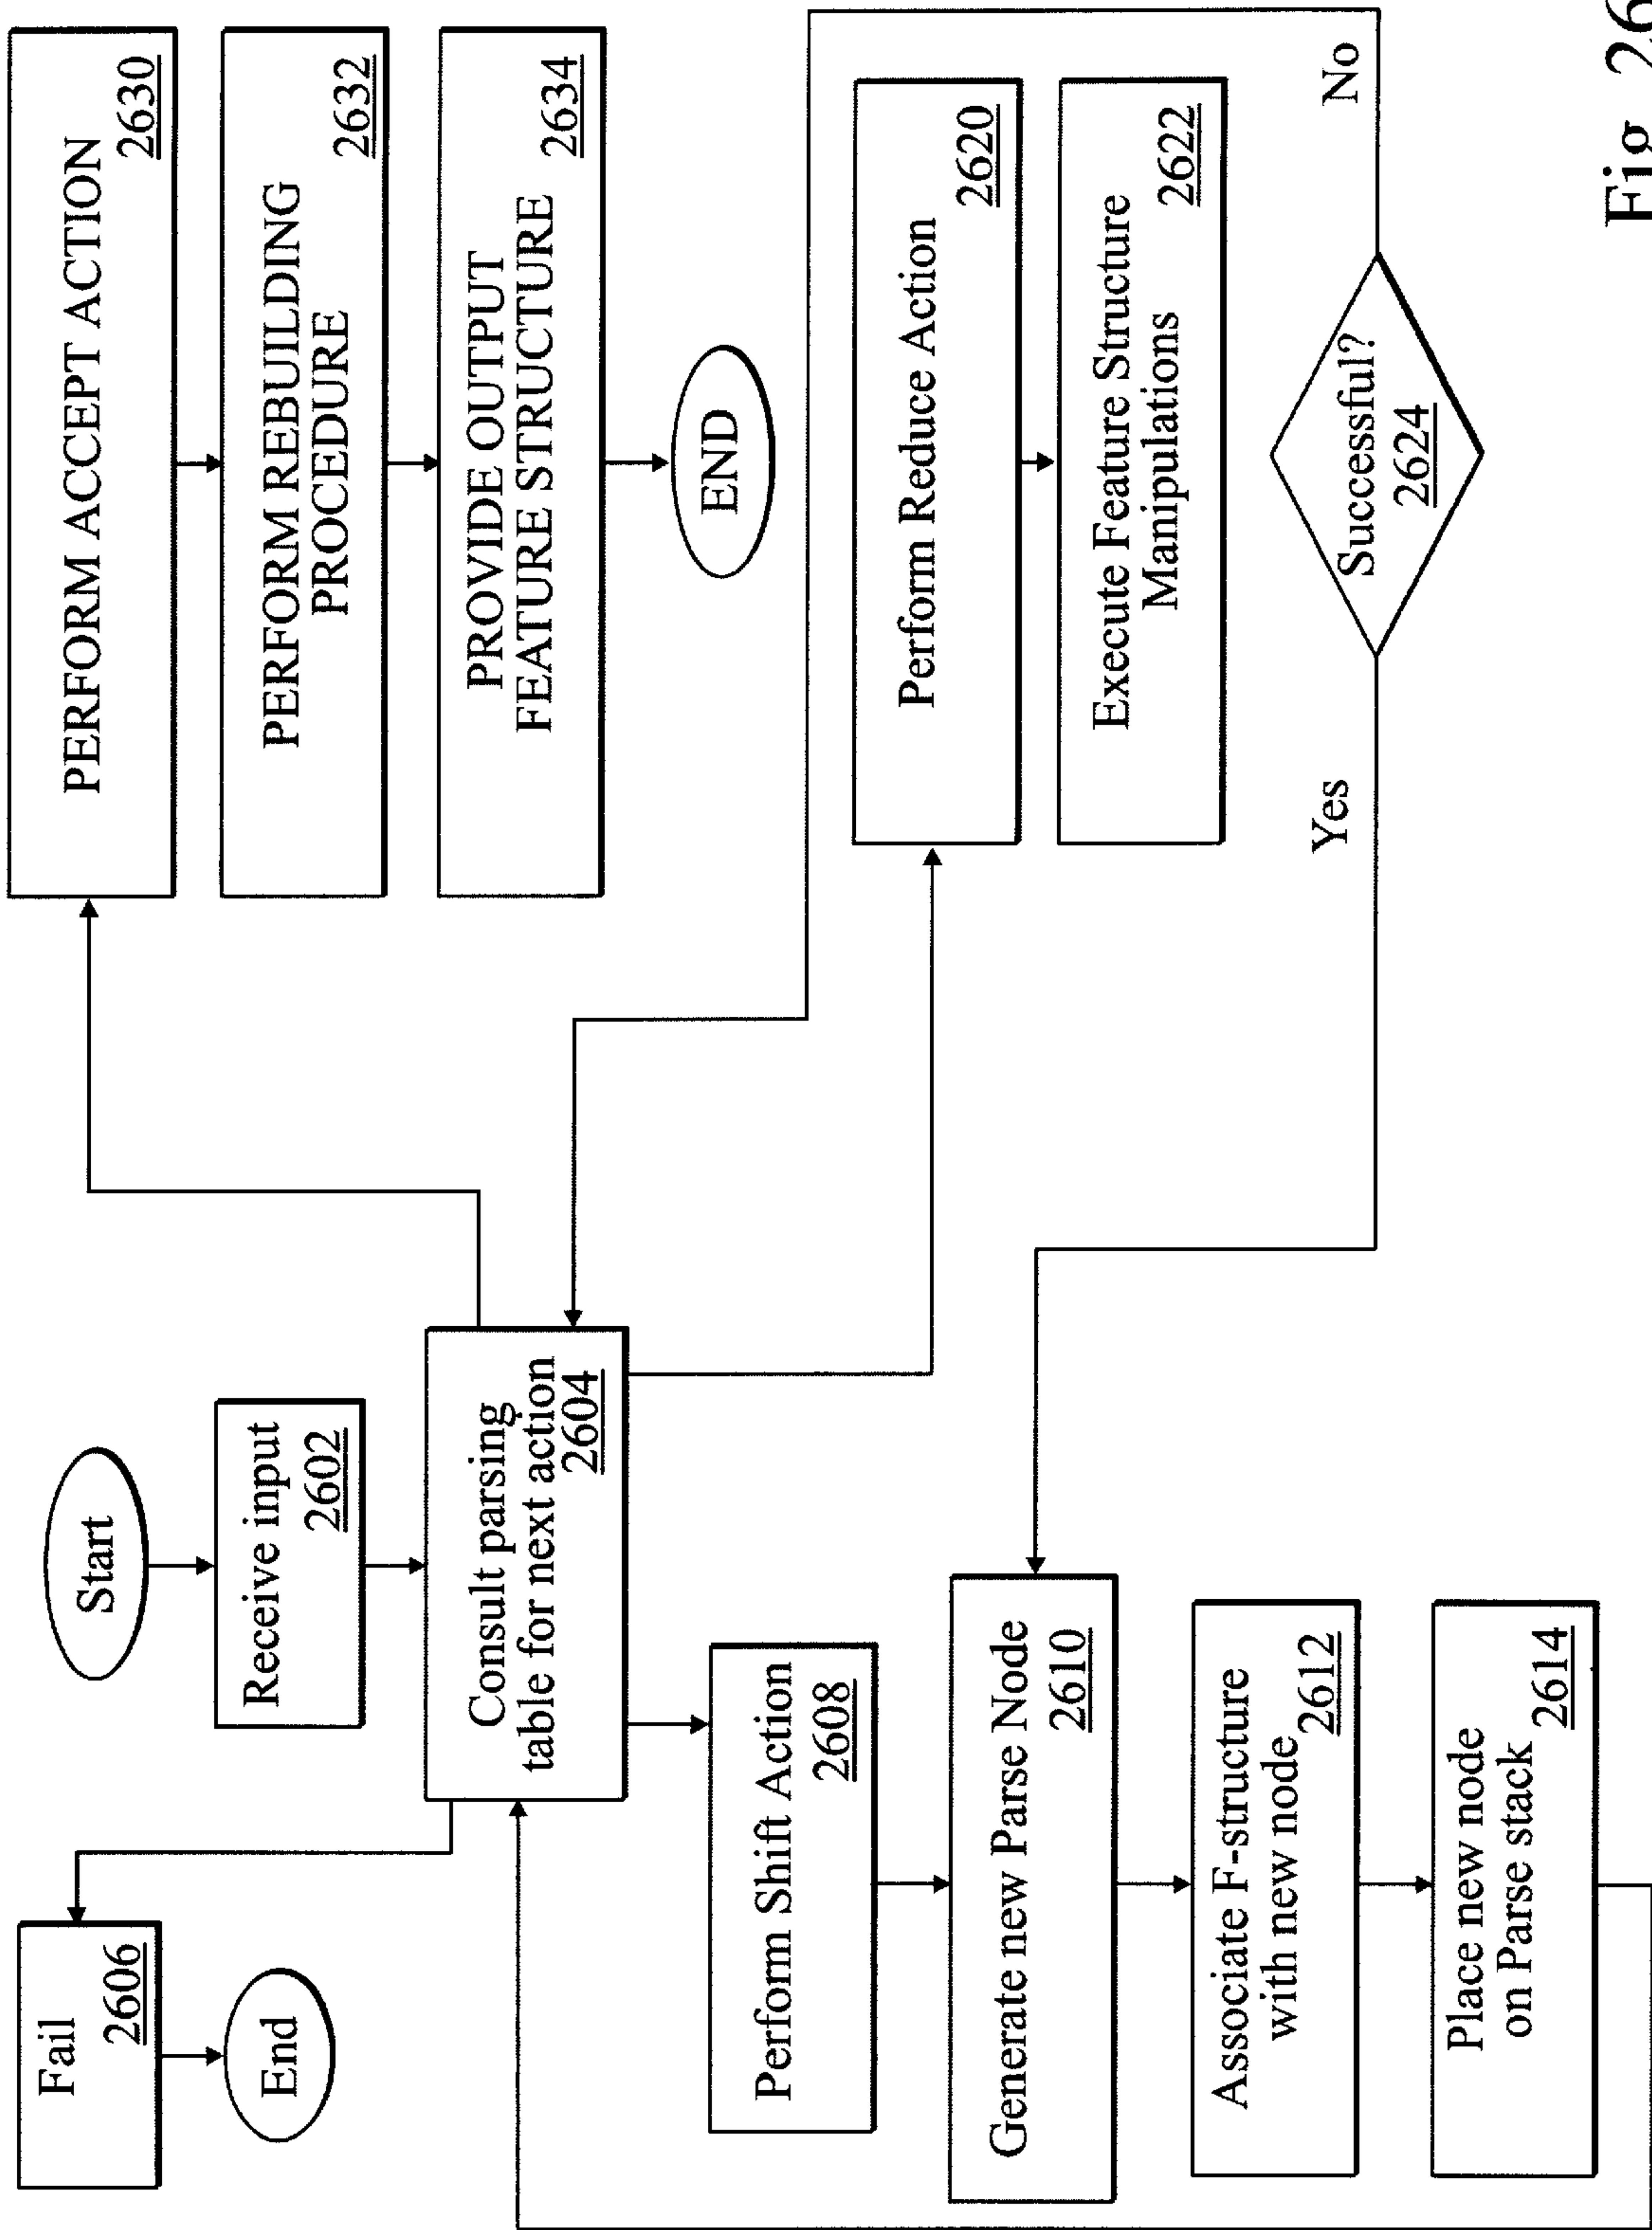 Start
Receive input
2602
Consult parsing
table for next action
2604
Fail
2606
End
Perform Shift Action
2608
Generate new Parse Node
2610
Associate F-structure
with new node
2612
Place new node
on Parse stack
2614
PERFORM ACCEPT ACTION
2630
PERFORM REBUILDING
PROCEDURE
2632
PROVIDE OUTPUT
FEATURE STRUCTURE
2634
END
Perform Reduce Action
2620
Execute Feature Structure
Manipulations
2622
Successful?
2624
Yes
No
Fig 26